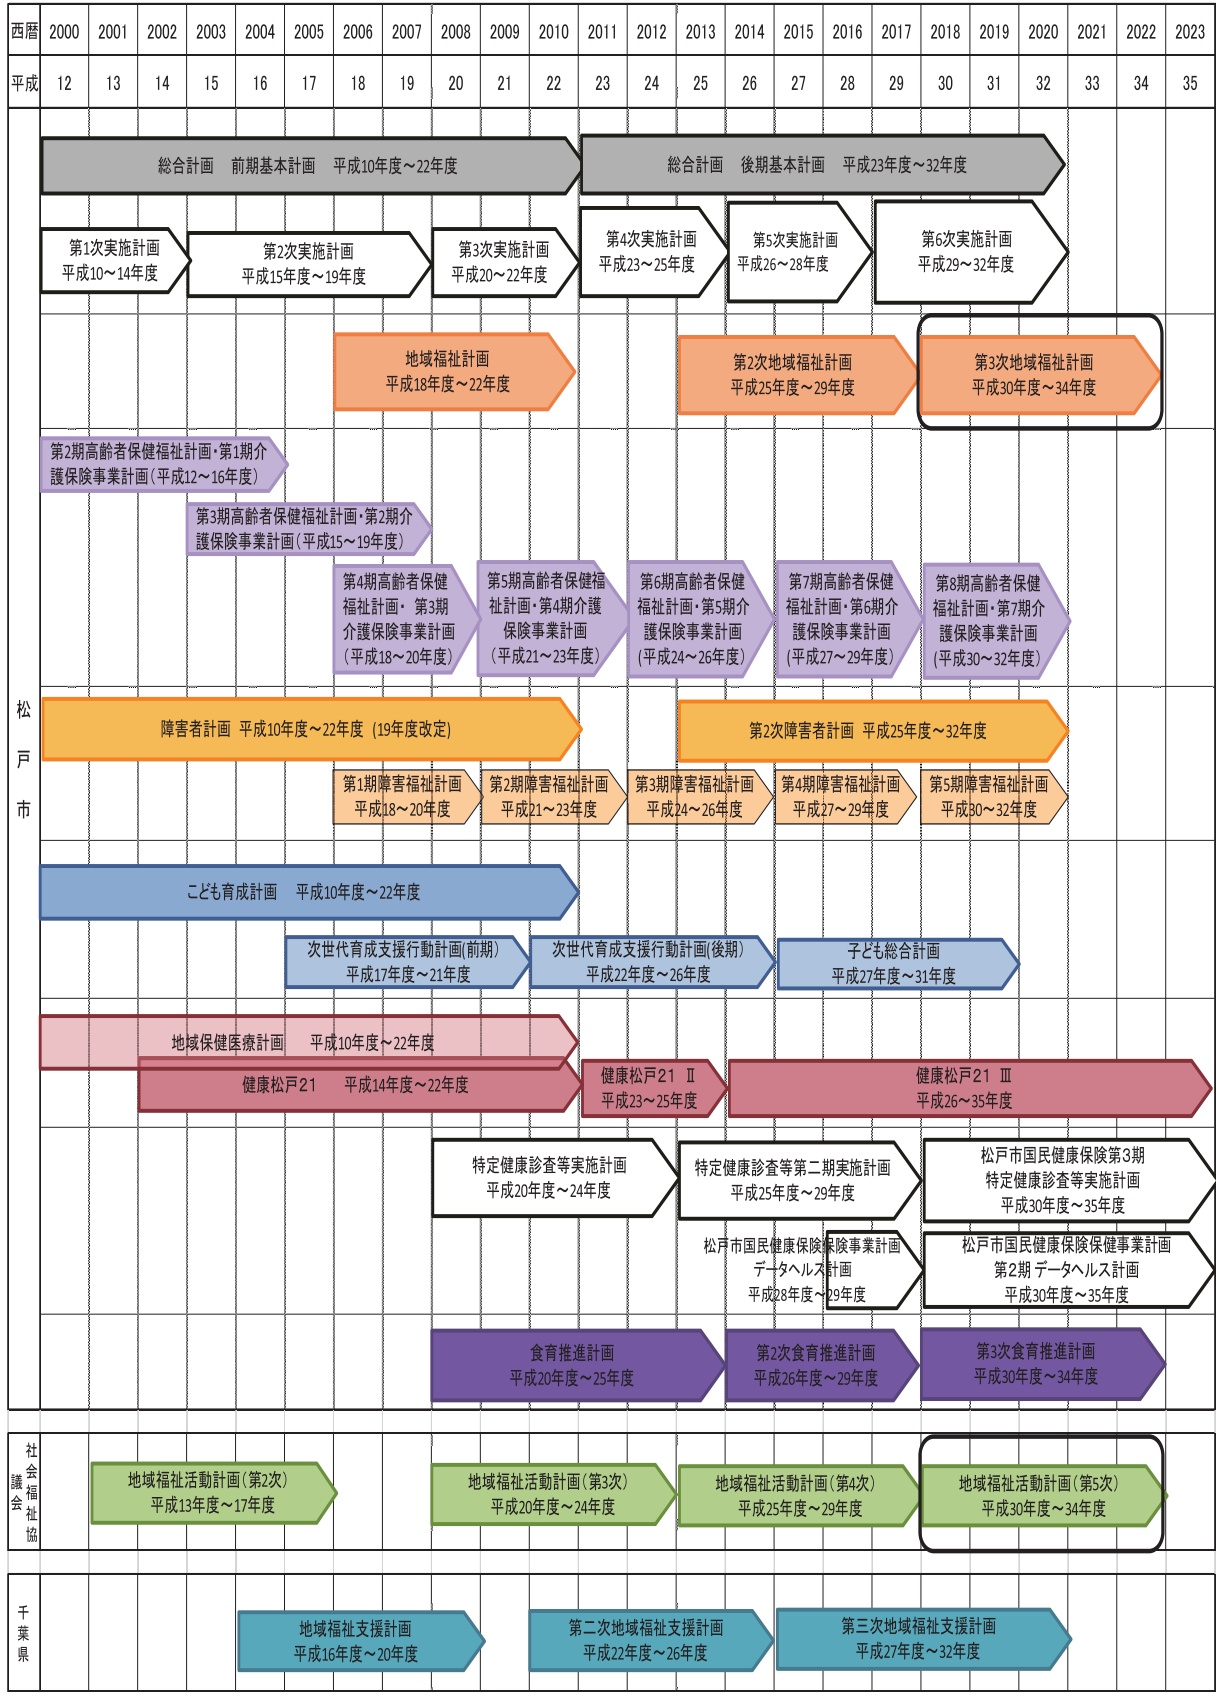 西暦 2000 2001 2002 2003 2004 2005 2006 2007 2008 2009 2010 2011 2012 2013 2014 2015 2016 2017 2018 2019 2020 2021 2022 2023
平成 12 13 14 15 16 17 18 19 20 21 22 23 24 25 26 27 28 29 30 31 32 33 34 35
松戸市
総合計画　前期基本計画　平成10年度～22年度
総合計画　後期基本計画　平成23年度～32年度
第1次実施計画
平成10～14年度
第2次実施計画
平成15年度～19年度
第3次実施計画
平成20～22年度
第4次実施計画
平成23～25年度
第5次実施計画
平成26～28年度
第6次実施計画
平成29～32年度
地域福祉計画
平成18年度～22年度
第2次地域福祉計画
平成25年度～29年度
第3次地域福祉計画
平成30年度～34年度
第2期高齢者保健福祉計画・第1期介
護保険事業計画（平成12～16年度）
第3期高齢者保健福祉計画・第2期介
護保険事業計画（平成15～19年度）
第4期高齢者保健
福祉計画・ 第3期
介護保険事業計画
（平成18～20年度）
第5期高齢者保健福
祉計画・第4期介護
保険事業計画
（平成21～23年度）
第6期高齢者保健
福祉計画・第5期介
護保険事業計画
(平成24～26年度）
第7期高齢者保健
福祉計画・第6期介
護保険事業計画
(平成27～29年度）
第8期高齢者保健
福祉計画・第7期介
護保険事業計画
(平成30～32年度）
障害者計画 平成10年度～22年度 (19年度改定)
第2次障害者計画 平成25年度～32年度
第1期障害福祉計画
平成18～20年度
第2期障害福祉計画
平成21～23年度
第3期障害福祉計画
平成24～26年度
第4期障害福祉計画
平成27～29年度
第5期障害福祉計画
平成30～32年度
こども育成計画　平成10年度～22年度
次世代育成支援行動計画(前期）
平成17年度～21年度
次世代育成支援行動計画(後期）
平成22年度～26年度
子ども総合計画
平成27年度～31年度
地域保健医療計画　平成10年度～22年度
健康松戸２１　平成14年度～22年度
健康松戸２１　Ⅱ
平成23～25年度
健康松戸２１　Ⅲ
平成26～35年度
特定健康診査等実施計画
平成20年度～24年度
特定健康診査等第二期実施計画
平成25年度～29年度
松戸市国民健康保険第３期
特定健康診査等実施計画
平成30年度～35年度
松戸市国民健康保険保険事業計画
データヘルス計画
平成28年度～29年度
松戸市国民健康保険保健事業計画
第２期 データヘルス計画
平成30年度～35年度
食育推進計画
平成20年度～25年度
第2次食育推進計画
平成26年度～29年度
第3次食育推進計画
平成30年度～34年度
社会福祉協
議会
地域福祉活動計画（第2次）
平成13年度～17年度
地域福祉活動計画（第3次）
平成20年度～24年度
地域福祉活動計画（第4次）
平成25年度～29年度
地域福祉活動計画（第5次）
平成30年度～34年度
千葉県
地域福祉支援計画
平成16年度～20年度
第二次地域福祉支援計画
平成22年度～26年度
第三次地域福祉支援計画
平成27年度～32年度